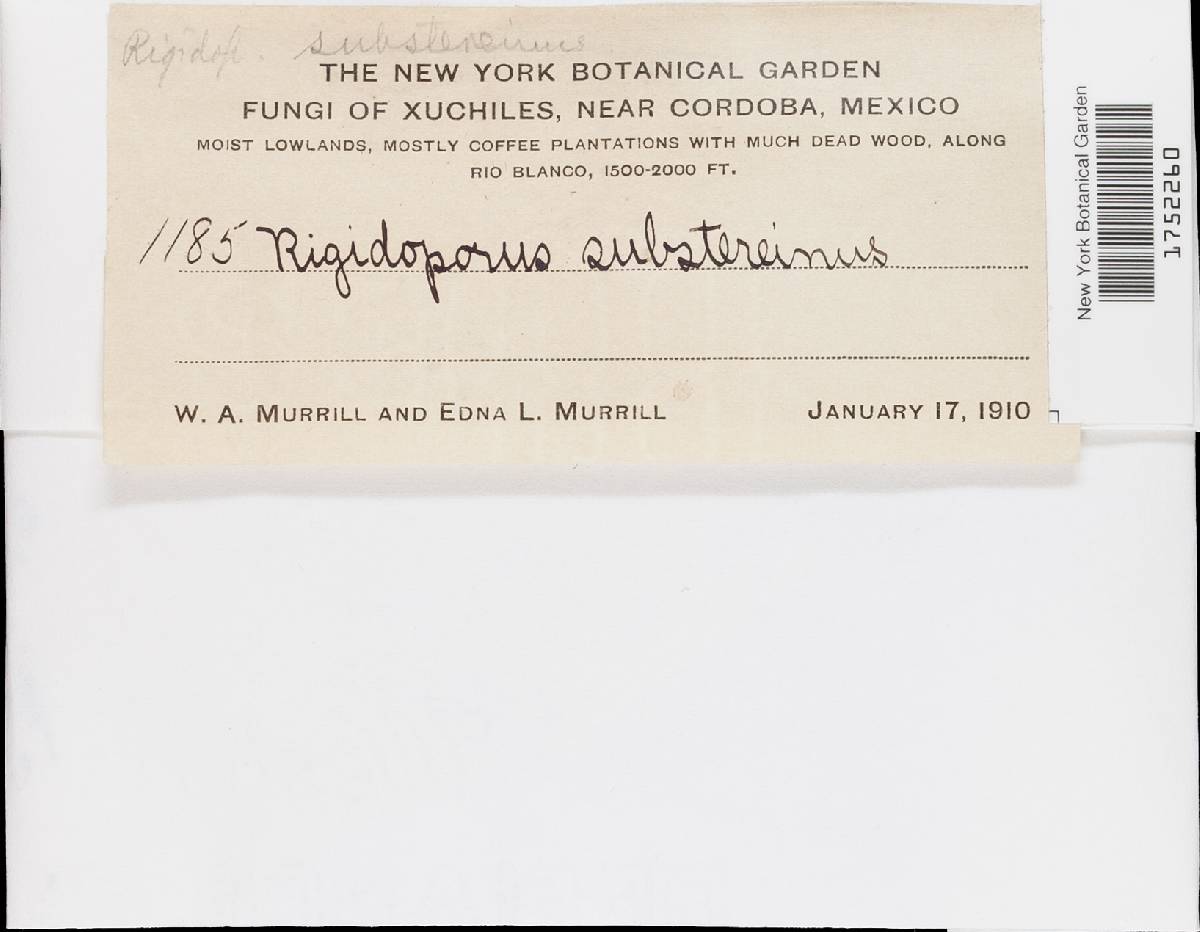 Rigidop. substereinus
THE NEW YORK BOTANICAL GARDEN
FUNGI OF XUCHILES, NEAR CORDOBA, MEXICO
MOIST LOWLANDS, MOSTLY COFFEE PLANTATIONS WITH MUCH DEAD WOOD, ALONG
RIO BLANCO, 1500-2000 FT.
1185 Rigidoporus substereinus
W. A. MURRILL AND EDNA L. MURRILL JANUARY 17, 1910
New York Botanical Garden
1752260